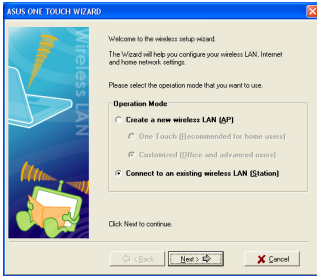 ASUS ONE TOUCH WIZARD
Wireless LAN
Welcome to the wireless setup wizard.
The Wizard will help you configure your wireless LAN, Internet
and home network settings.
Please select the operation mode that you want to use.
Operation Mode
Create a new wireless LAN (AP)
One Touch (Recommended for home users)
Customized (Office and advanced users)
Connect to an existing wireless LAN (Station)
Click Next to continue.
< Back
Next >
Cancel